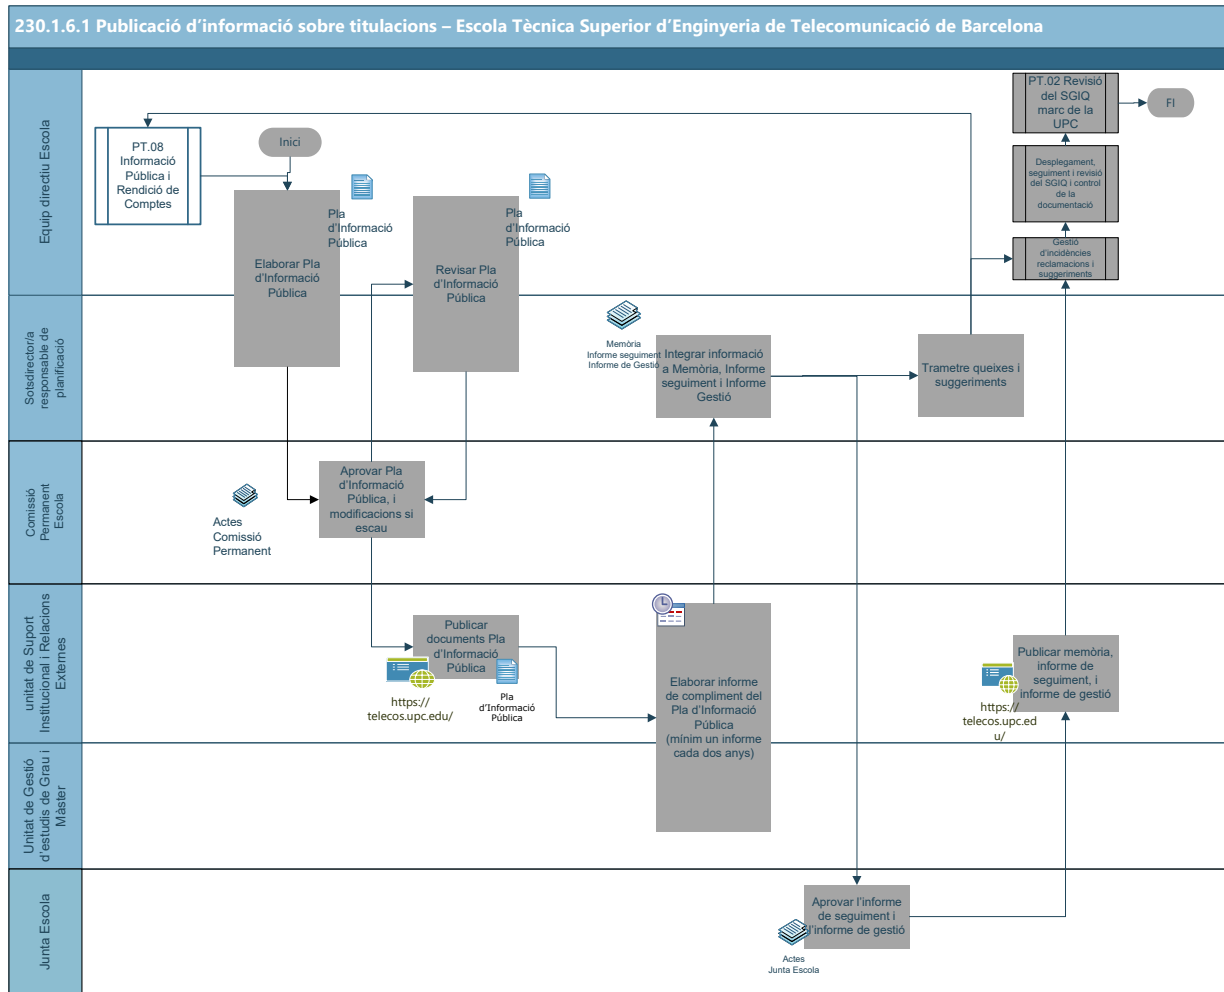 230.1.6.1 Publicació d’informació sobre titulacions – Escola Tècnica Superior d’Enginyeria de Telecomunicació de Barcelona
Equip directiu Escola
PT.08
Informació
Pública i
Rendició de
Comptes
Inici
Elaborar Pla
d’Informació
Pública
Pla
d’Informació
Pública
Revisar Pla
d’Informació
Pública
Pla
d’Informació
Pública
PT.02 Revisió
del SGIQ
marc de la
UPC
FI
Desplegament,
seguiment i revisió
del SGIQ i control
de la
documentació
Gestió
d’incidències
reclamacions i
suggeriments
Sotsdirector/a
responsable de
planificació
Memòria
Informe seguiment
Informe de Gestió
Integrar informació
a Memòria, Informe
seguiment i Informe
Gestió
Trametre queixes i
suggeriments
Comissió
Permanent
Escola
Actes
Comissió
Permanent
Aprovar Pla
d’Informació
Pública, i
modificacions si
escau
unitat de Suport
Institucional i Relacions
Externes
Publicar
documents Pla
d’Informació
Pública
https://
telecos.upc.edu/
Pla
d’Informació
Pública
Elaborar informe
de compliment del
Pla d’Informació
Pública
(mínim un informe
cada dos anys)
Publicar memòria,
informe de
seguiment, i
informe de gestió
https://
telecos.upc.ed
u/
Unitat de Gestió
d’estudis de Grau i
Màster
Junta Escola
Aprovar l’informe
de seguiment i
l’informe de gestió
Actes
Junta Escola